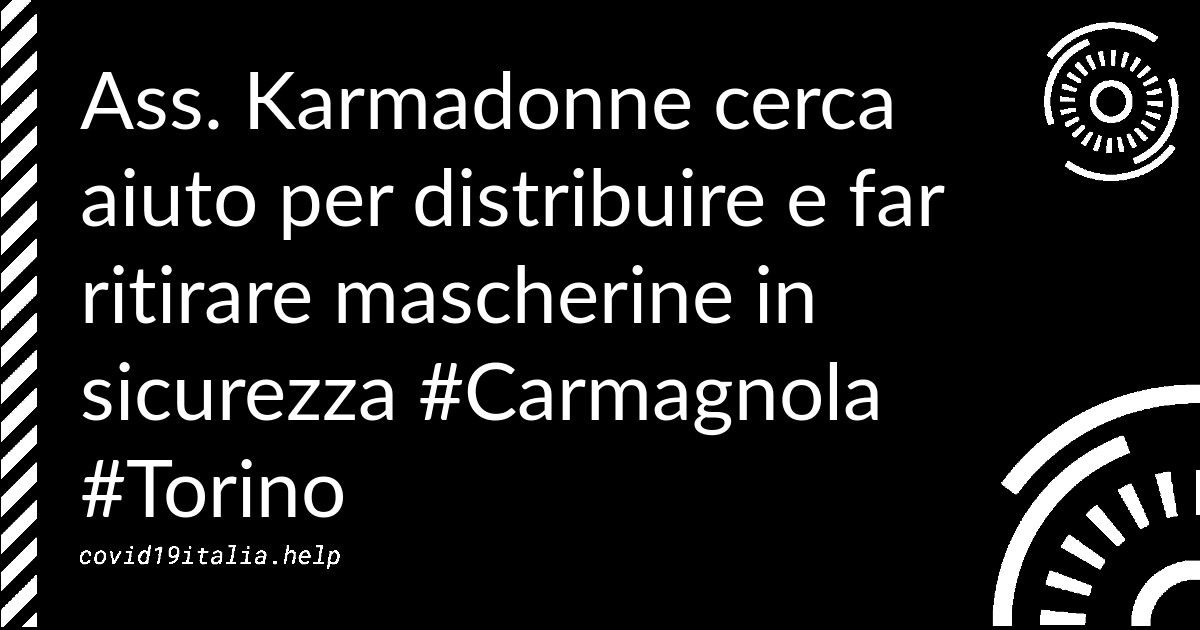 Ass. Karmadonne cerca
aiuto per distribuire e far
ritirare mascherine in
sicurezza #Carmagnola
#Torino
covid19italia.help